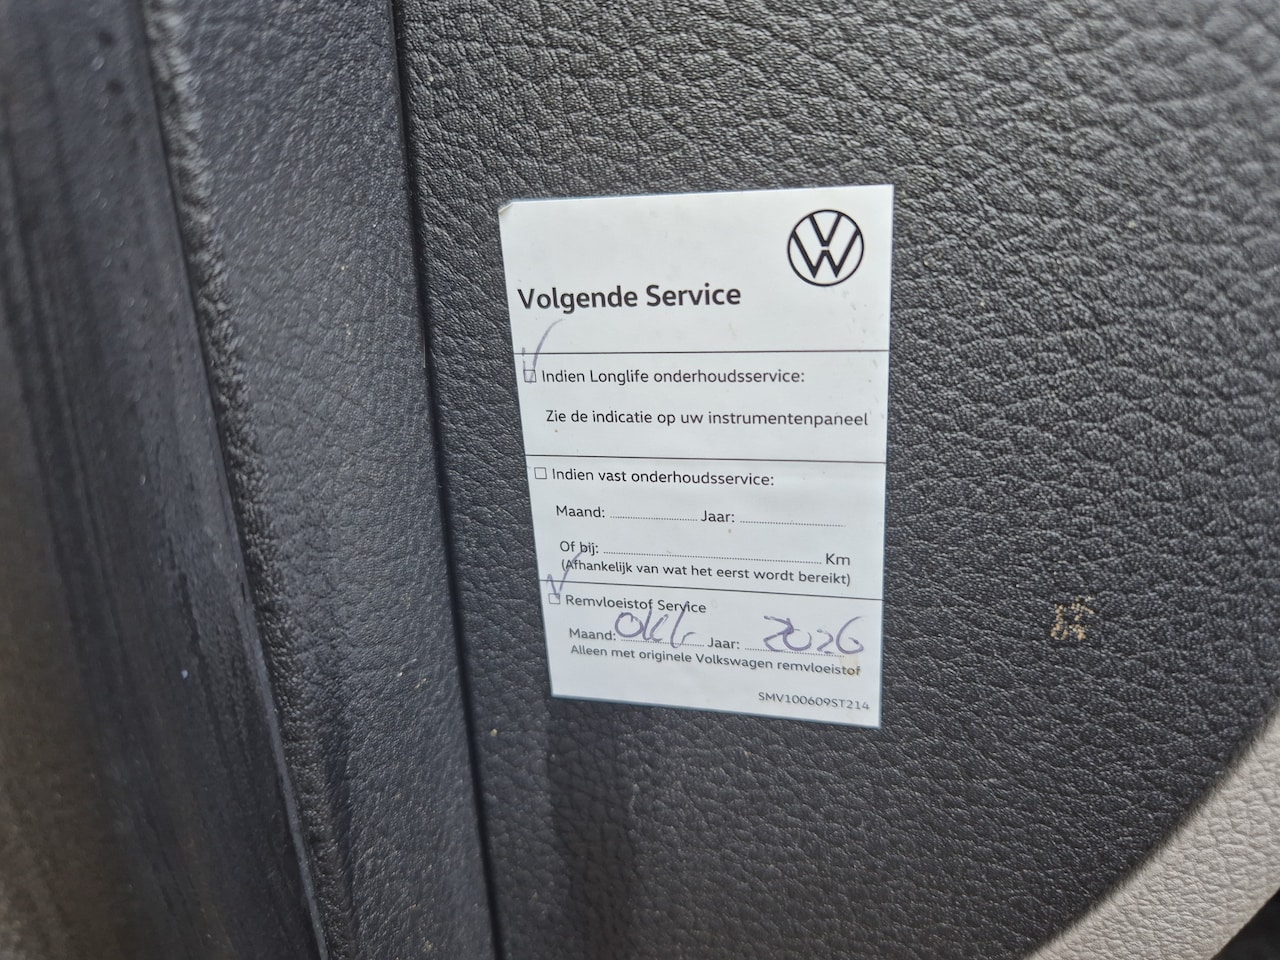 Volgende Service
Indien Longlife onderhoudsservice:
Zie de indicatie op uw instrumentenpaneel
Indien vast onderhoudsservice:
Maand: Jaar:
Of bij: Km
(Afhankelijk van wat het eerst wordt bereikt)
Remvloeistof Service
Maand: okt Jaar: 2026
Alleen met originele Volkswagen remvloeistof
SMV100609ST214